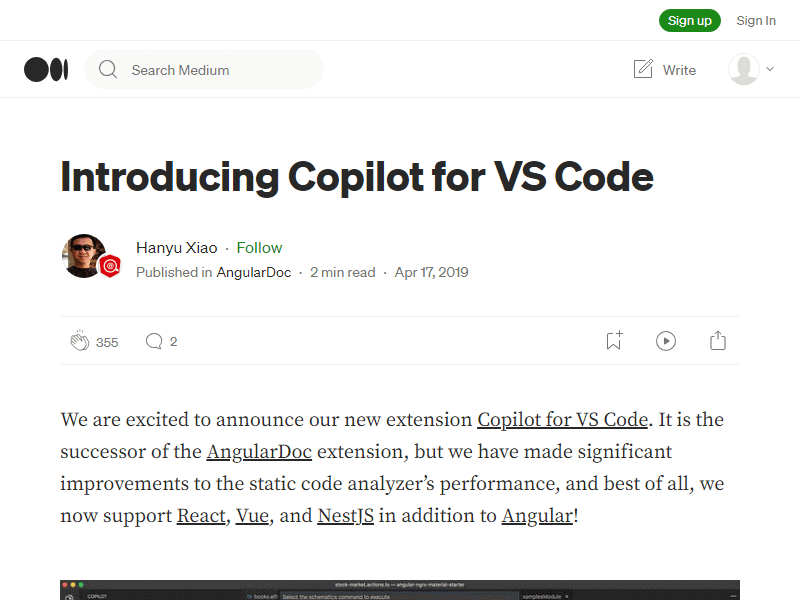 Sign up Sign In
Search Medium Write
Introducing Copilot for VS Code
Hanyu Xiao · Follow
Published in AngularDoc · 2 min read · Apr 17, 2019
355 2
We are excited to announce our new extension Copilot for VS Code. It is the
successor of the AngularDoc extension, but we have made significant
improvements to the static code analyzer’s performance, and best of all, we
now support React, Vue, and NestJS in addition to Angular!
stock-market.actions.ts — angular-ngrx-material-starter
COPILOT books.eff Select the schematics command to execute xamplesModule